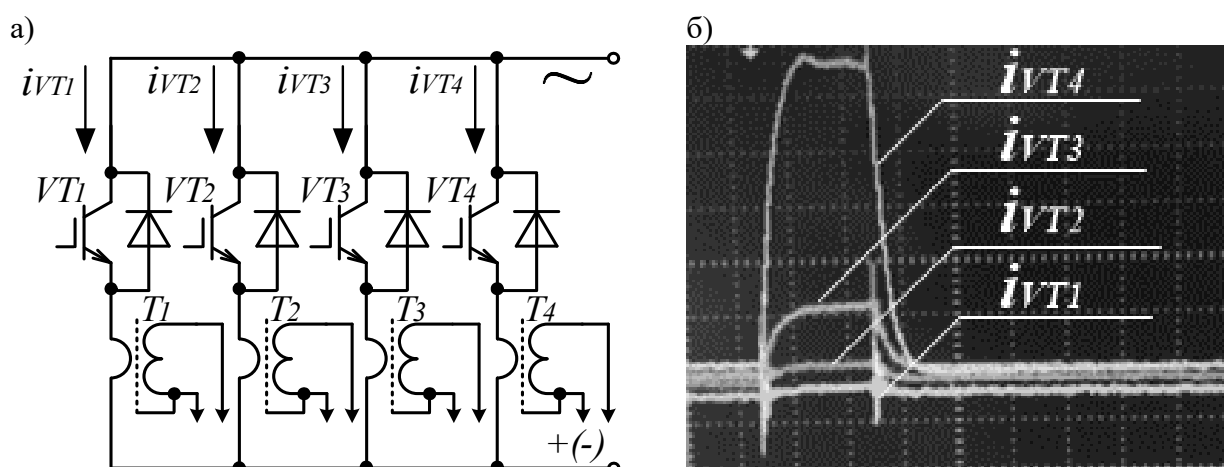 а) б)
iVT1 iVT2 iVT3 iVT4 ~
VT1 VT2 VT3 VT4
T1 T2 T3 T4
+(-)
iVT4
iVT3
iVT2
iVT1